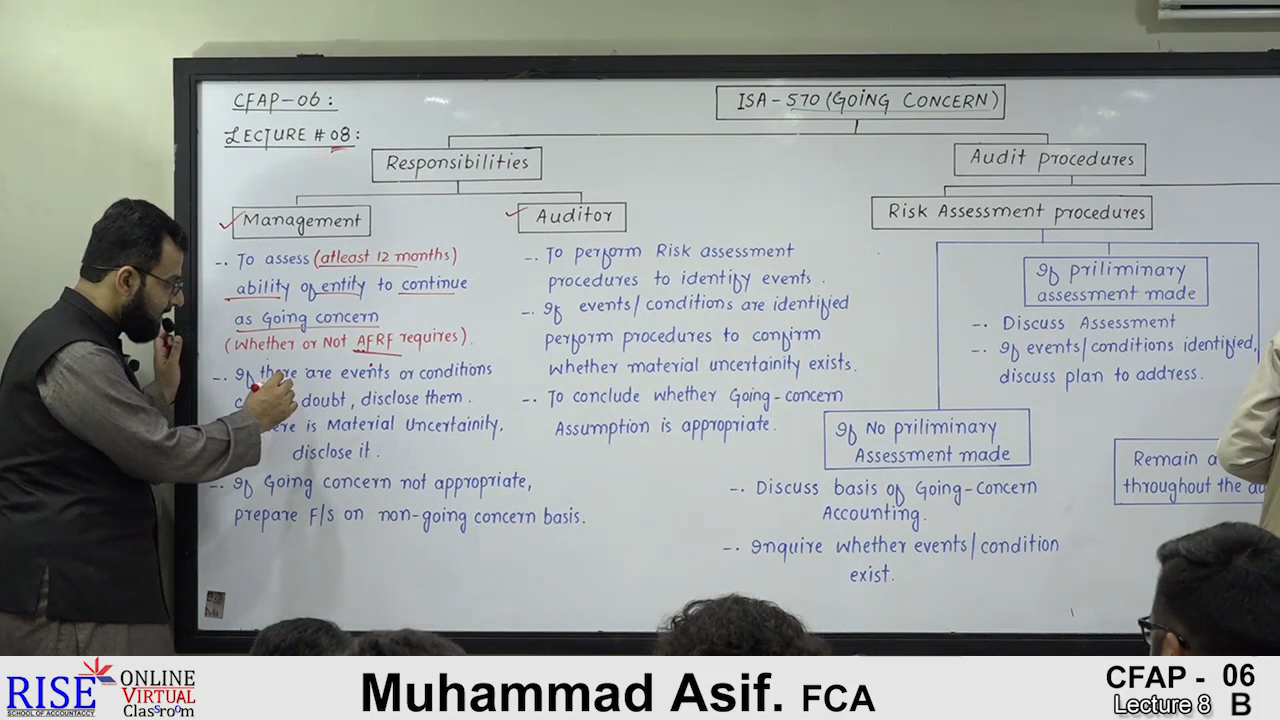 CFAP-06:
LECTURE # 08:
ISA-570 (GOING CONCERN)
Responsibilities
Management
-. To assess (atleast 12 months)
ability of entity to continue
as Going concern
(Whether or Not AFRF requires).
-. If there are events or conditions
doubt, disclose them.
is Material Uncertainity,
disclose it.
-. If Going concern not appropriate,
prepare F/s on non-going concern basis.
Auditor
-. To perform Risk assessment
procedures to identify events.
-. If events/conditions are identified
perform procedures to confirm
whether material uncertainity exists.
-. To conclude whether Going-concern
Assumption is appropriate.
Audit procedures
Risk Assessment procedures
If priliminary
assessment made
-. Discuss Assessment
-. If events/conditions identified,
discuss plan to address.
If No priliminary
Assessment made
-. Discuss basis of Going-Concern
Accounting.
-. Inquire whether events/condition
exist.
Remain
throughout the
RISE
SCHOOL OF ACCOUNTANCY
ONLINE
VIRTUAL
Classroom
Muhammad Asif. FCA
CFAP - 06
Lecture 8 B